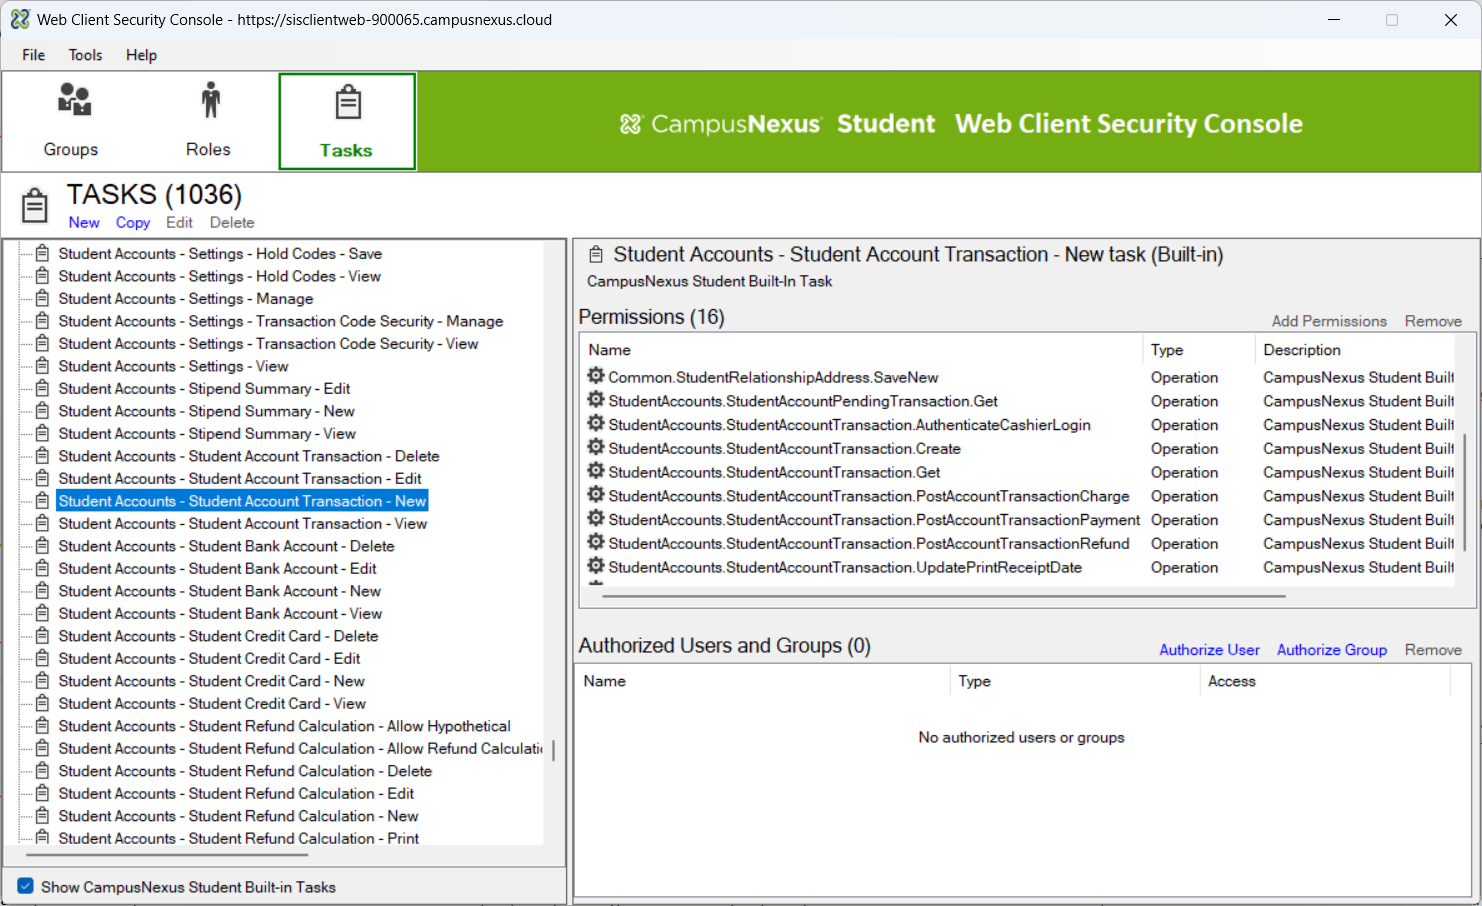 Web Client Security Console - https://sisclientweb-900065.campusnexus.cloud
File Tools Help
Groups
Roles
Tasks
CampusNexus Student Web Client Security Console
TASKS (1036)
New Copy Edit Delete
Student Accounts - Settings - Hold Codes - Save
Student Accounts - Settings - Hold Codes - View
Student Accounts - Settings - Manage
Student Accounts - Settings - Transaction Code Security - Manage
Student Accounts - Settings - Transaction Code Security - View
Student Accounts - Settings - View
Student Accounts - Stipend Summary - Edit
Student Accounts - Stipend Summary - New
Student Accounts - Stipend Summary - View
Student Accounts - Student Account Transaction - Delete
Student Accounts - Student Account Transaction - Edit
Student Accounts - Student Account Transaction - New
Student Accounts - Student Account Transaction - View
Student Accounts - Student Bank Account - Delete
Student Accounts - Student Bank Account - Edit
Student Accounts - Student Bank Account - New
Student Accounts - Student Bank Account - View
Student Accounts - Student Credit Card - Delete
Student Accounts - Student Credit Card - Edit
Student Accounts - Student Credit Card - New
Student Accounts - Student Credit Card - View
Student Accounts - Student Refund Calculation - Allow Hypothetical
Student Accounts - Student Refund Calculation - Allow Refund Calculati
Student Accounts - Student Refund Calculation - Delete
Student Accounts - Student Refund Calculation - Edit
Student Accounts - Student Refund Calculation - New
Student Accounts - Student Refund Calculation - Print
Show CampusNexus Student Built-in Tasks
Student Accounts - Student Account Transaction - New task (Built-in)
CampusNexus Student Built-In Task
Permissions (16)
Add Permissions Remove
Name Type Description
Common.StudentRelationshipAddress.SaveNew Operation CampusNexus Student Built
StudentAccounts.StudentAccountPendingTransaction.Get Operation CampusNexus Student Built
StudentAccounts.StudentAccountTransaction.AuthenticateCashierLogin Operation CampusNexus Student Built
StudentAccounts.StudentAccountTransaction.Create Operation CampusNexus Student Built
StudentAccounts.StudentAccountTransaction.Get Operation CampusNexus Student Built
StudentAccounts.StudentAccountTransaction.PostAccountTransactionCharge Operation CampusNexus Student Built
StudentAccounts.StudentAccountTransaction.PostAccountTransactionPayment Operation CampusNexus Student Built
StudentAccounts.StudentAccountTransaction.PostAccountTransactionRefund Operation CampusNexus Student Built
StudentAccounts.StudentAccountTransaction.UpdatePrintReceiptDate Operation CampusNexus Student Built
Authorized Users and Groups (0)
Authorize User Authorize Group Remove
Name Type Access
No authorized users or groups